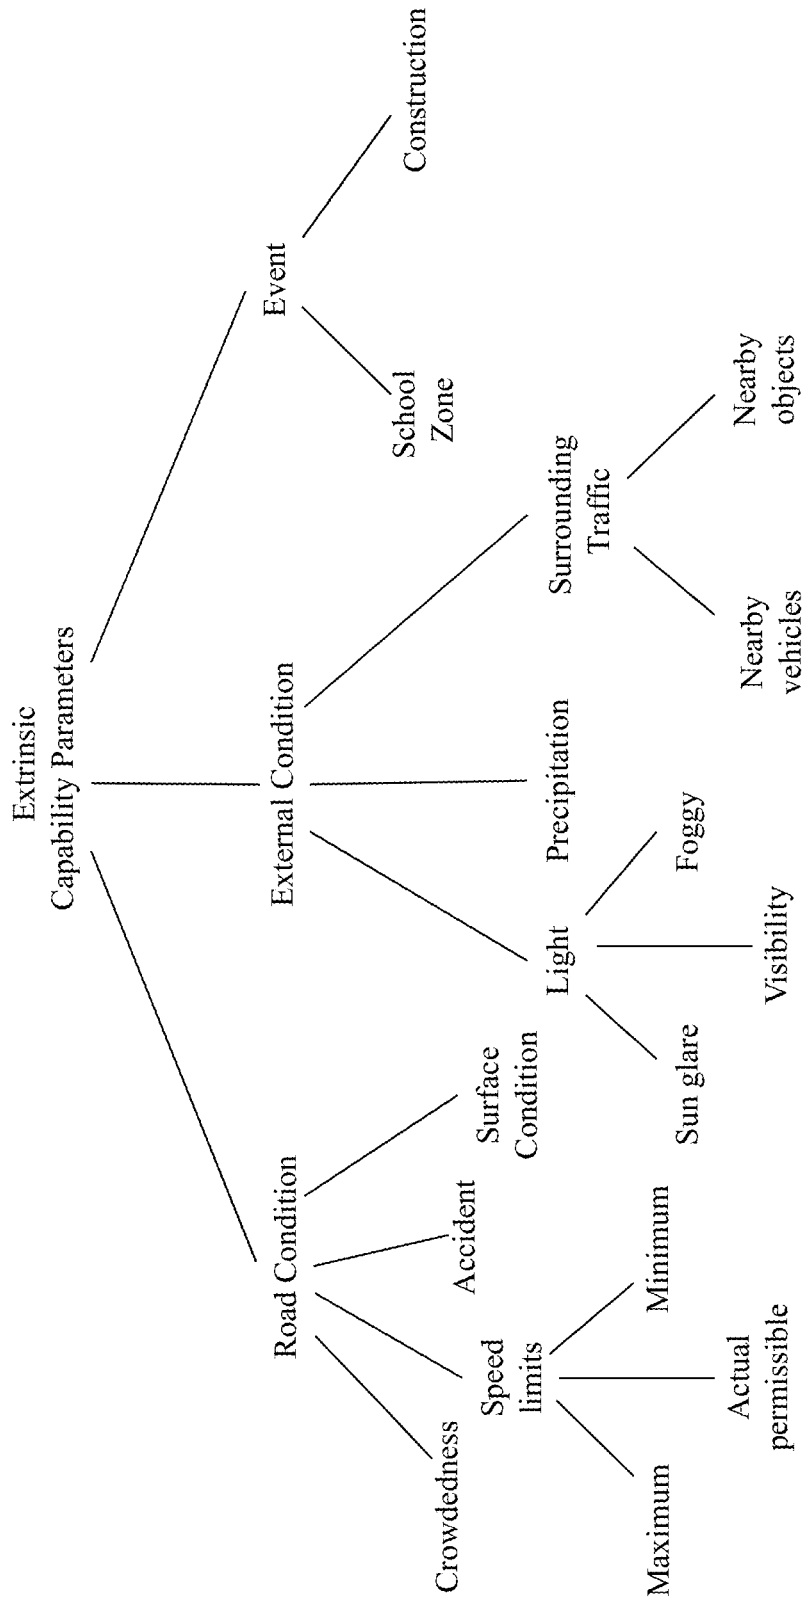 Extrinsic
Capability Parameters
Road Condition
External Condition
Event
Crowdedness
Speed
limits
Accident
Surface
Condition
Light
Precipitation
Surrounding
Traffic
School
Zone
Construction
Maximum
Actual
permissible
Minimum
Sun glare
Visibility
Foggy
Nearby
vehicles
Nearby
objects